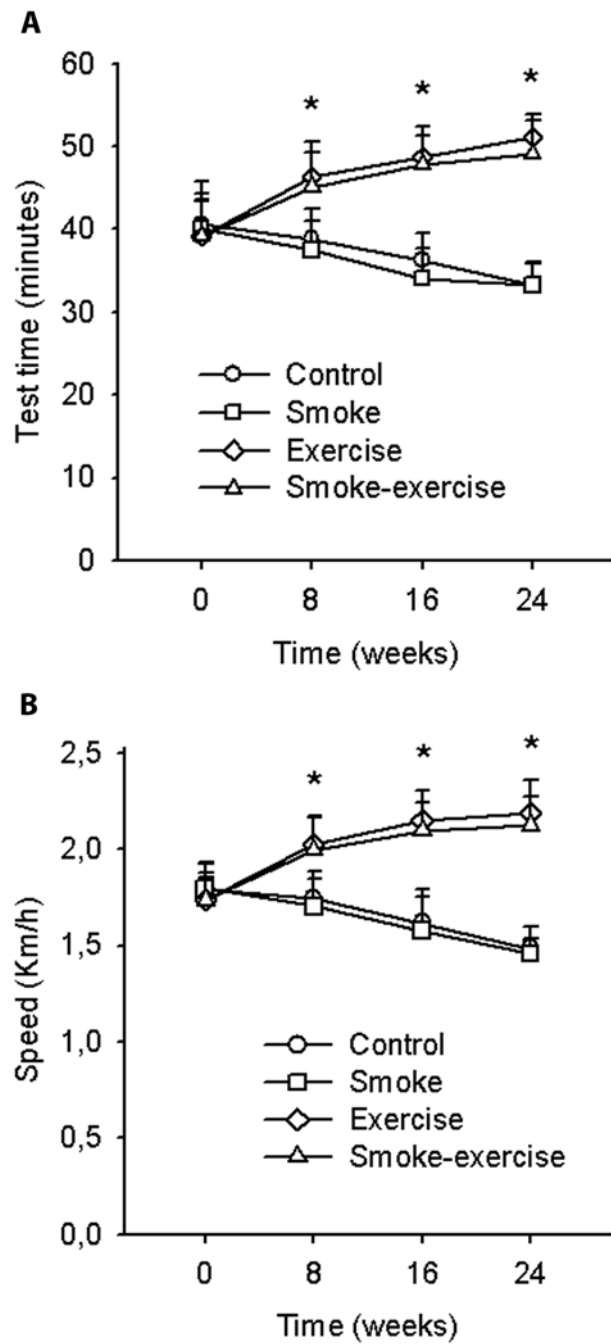 A
*
*
*
60
50
40
30
20
10
0
Test time (minutes)
Control
Smoke
Exercise
Smoke-exercise
0 8 16 24
Time (weeks)
B
*
*
*
2,5
2,0
1,5
1,0
0,5
0,0
Speed (Km/h)
Control
Smoke
Exercise
Smoke-exercise
0 8 16 24
Time (weeks)